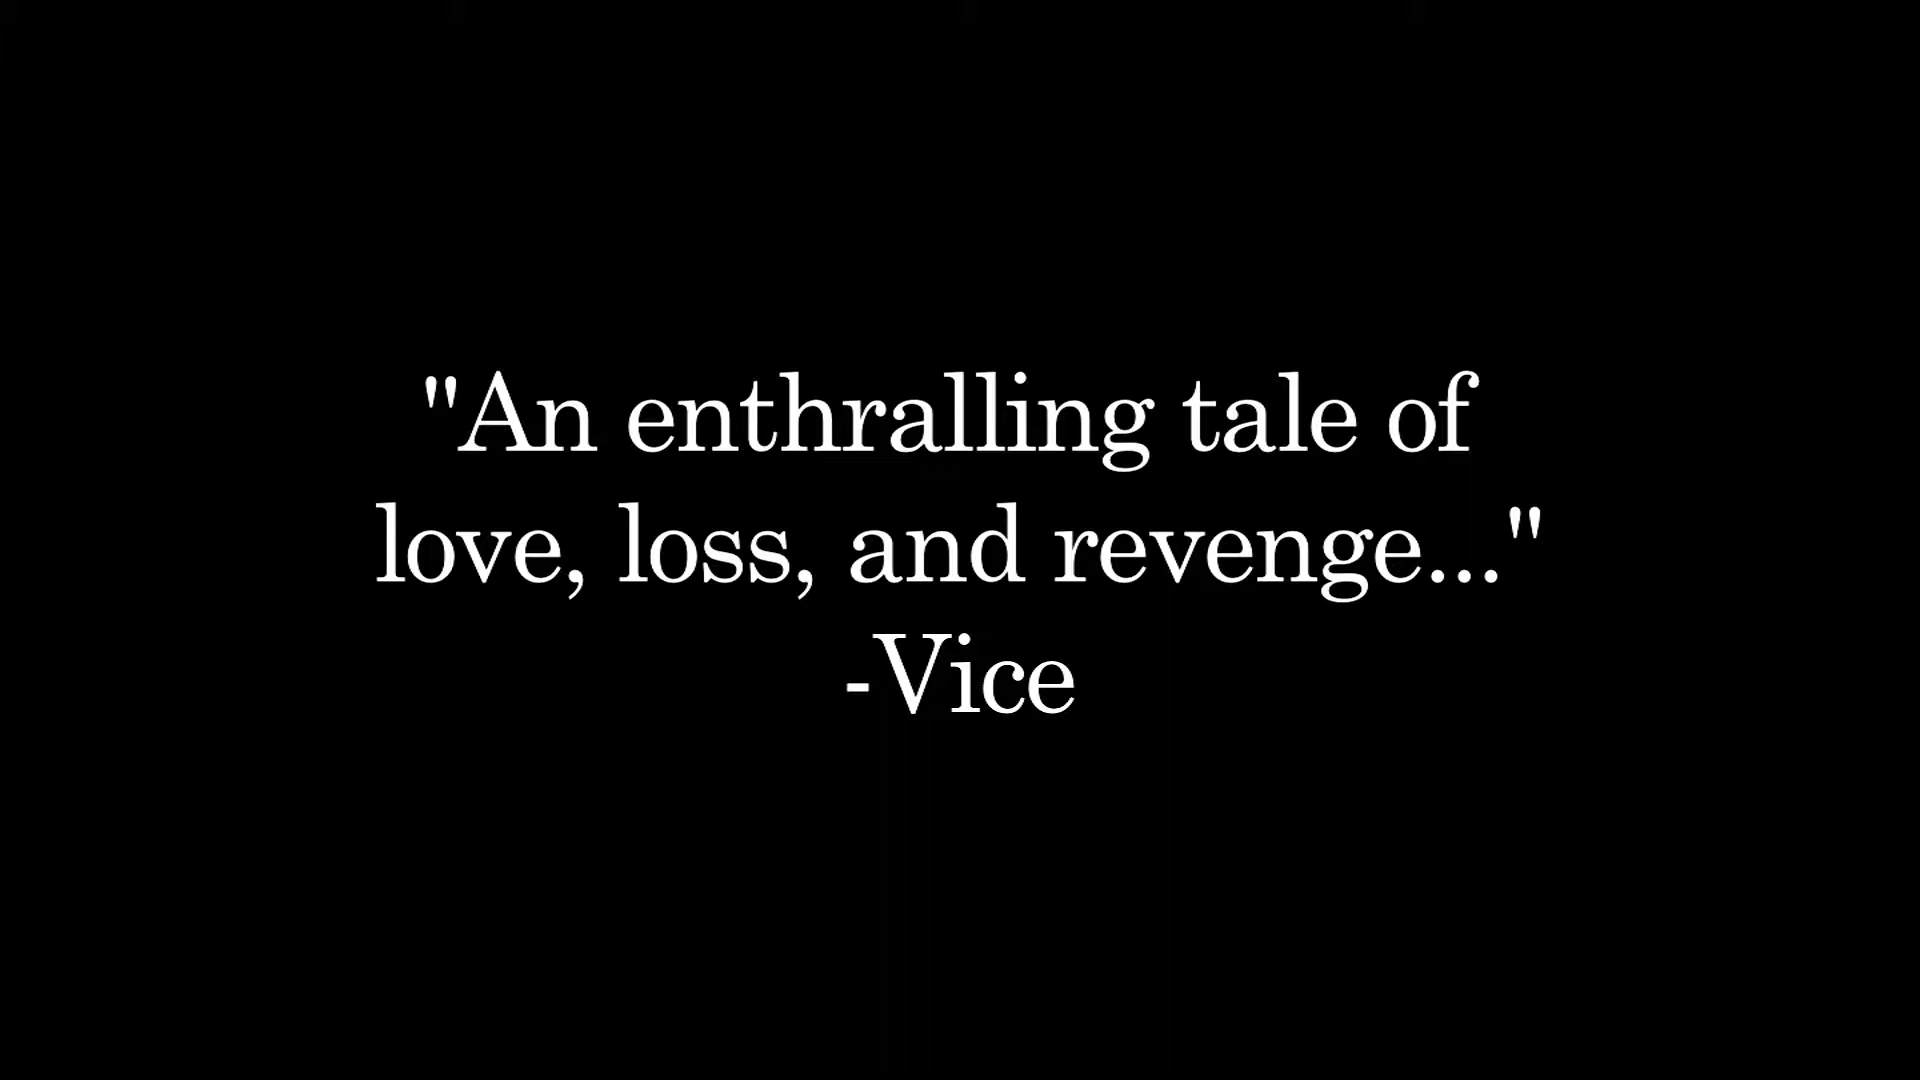 "An enthralling tale of
love, loss, and revenge..."
-Vice